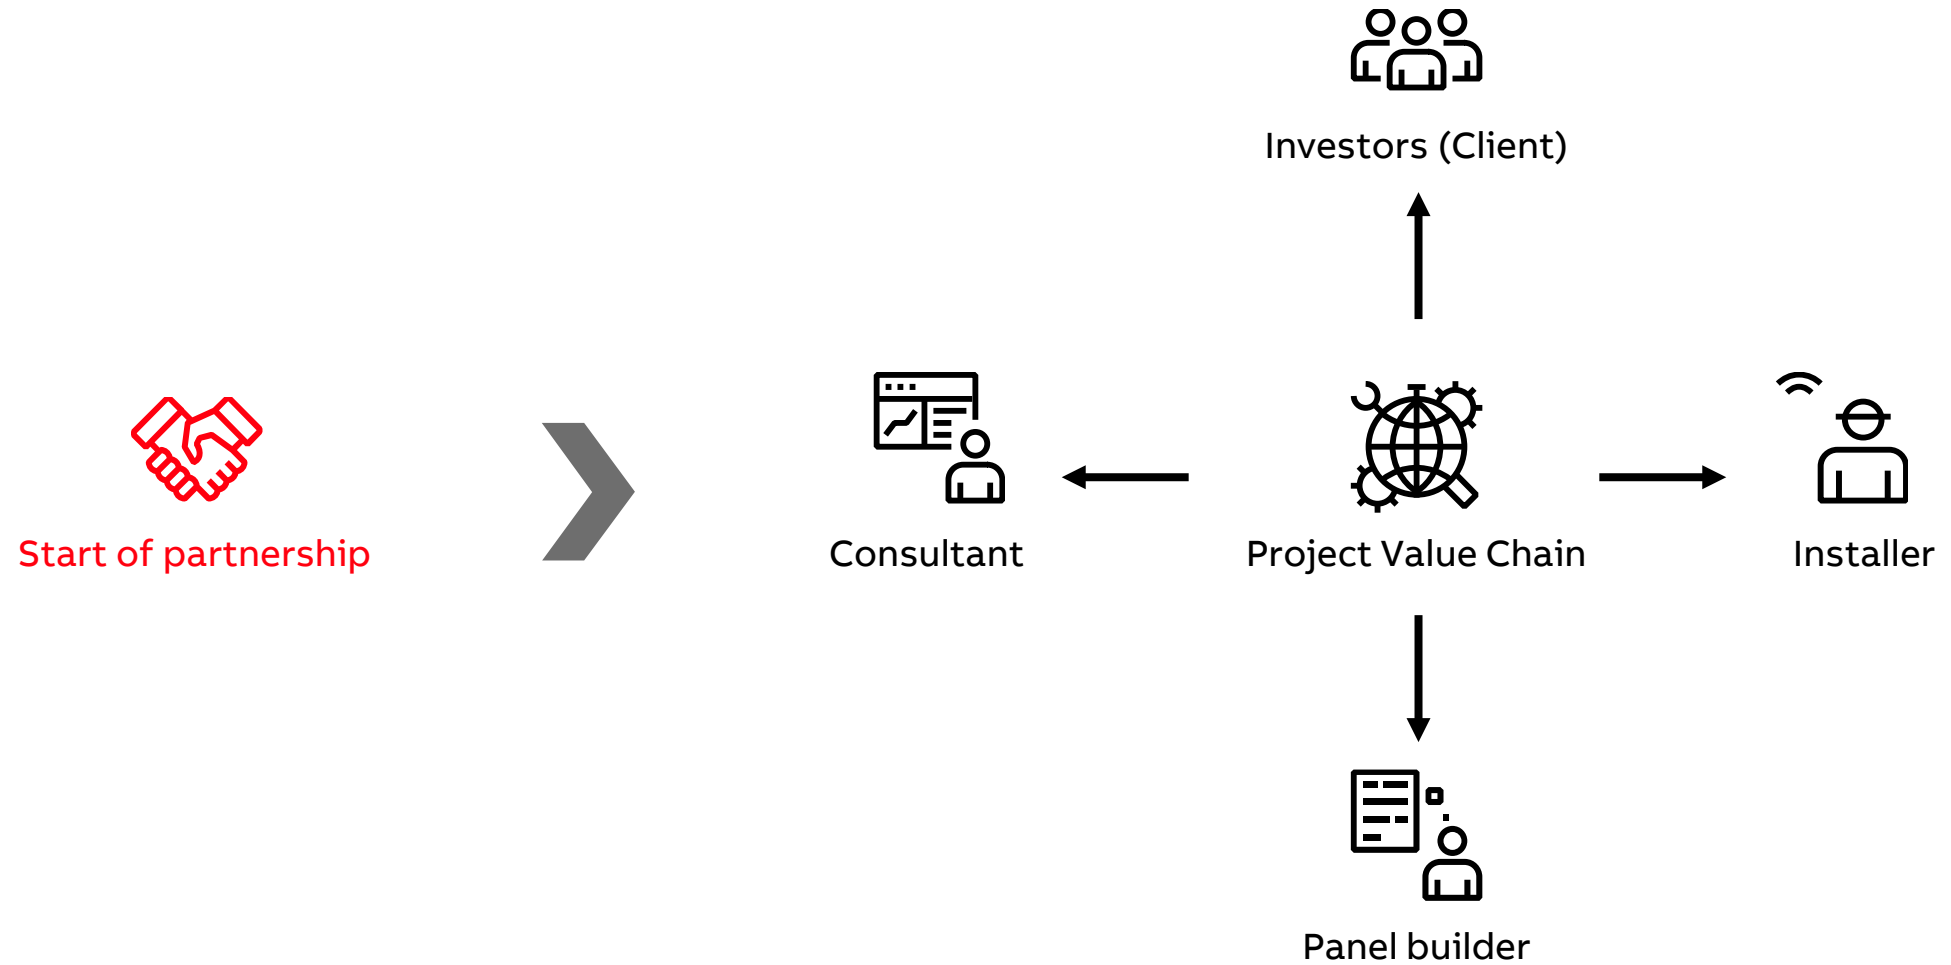 Investors (Client)
Start of partnership
Consultant
Project Value Chain
Installer
Panel builder